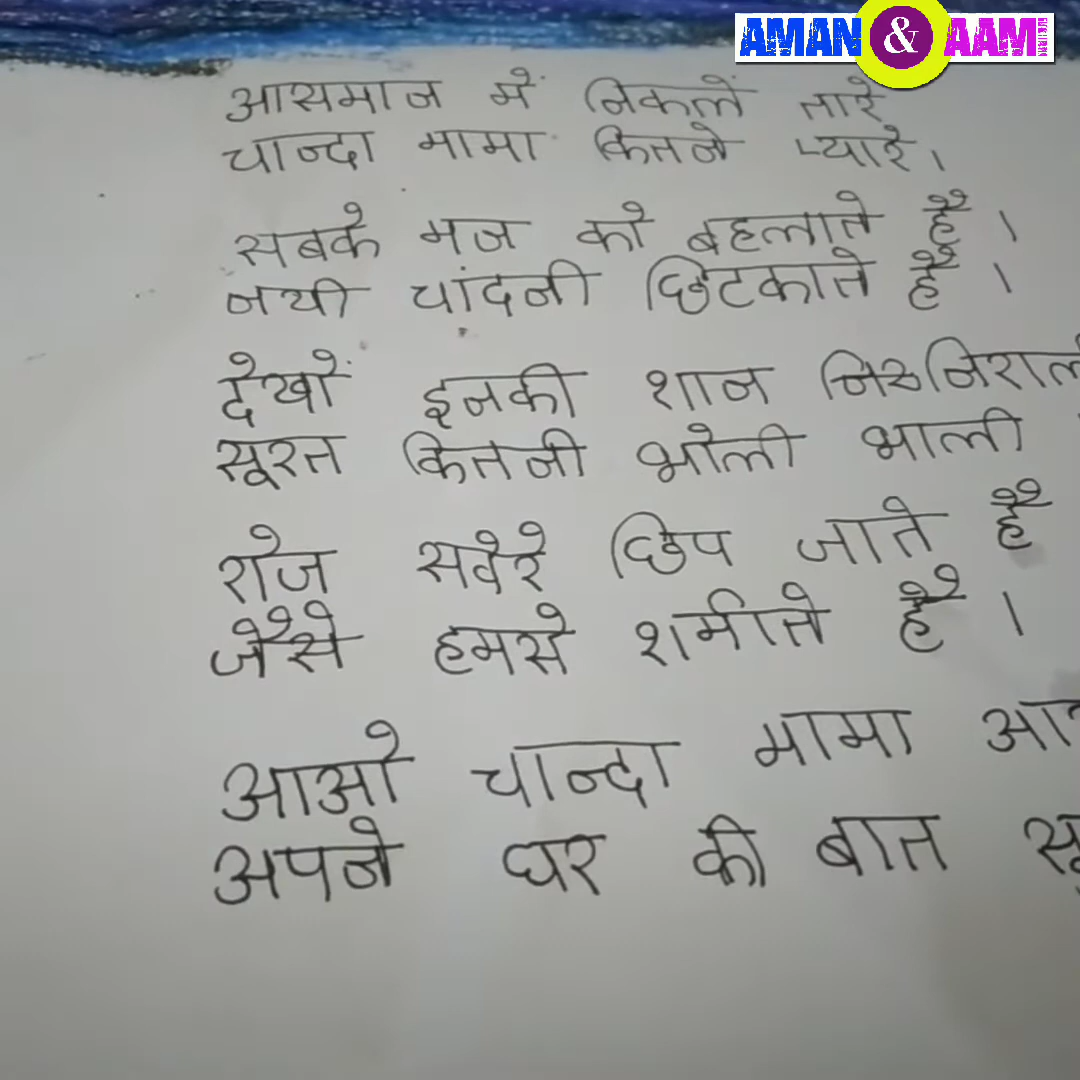 AMAN & AAM
आसमान में निकलें तारे
चान्दा मामा कितने प्यारे।
सबके मन को बहलाते है ।
नयी चांदनी छिटकाते है ।
देखों इनकी शान
सूरत कितनी भोली भाली
रोज सवेरे छिप जाते है
जैसे हमसे शर्माते है ।
आओ चान्दा मामा
अपने घर की बात